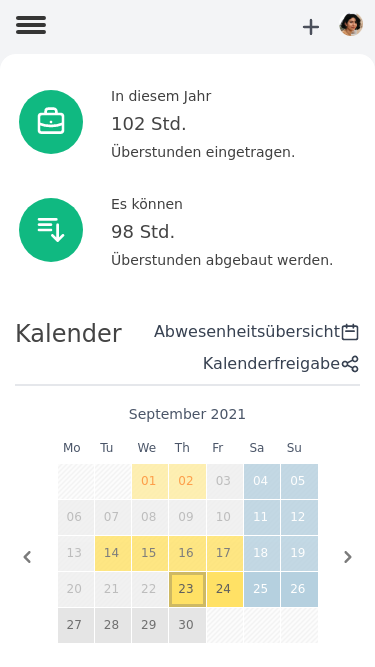 In diesem Jahr
102 Std.
Überstunden eingetragen.
Es können
98 Std.
Überstunden abgebaut werden.
Kalender
Abwesenheitsübersicht
Kalenderfreigabe
September 2021
Mo Tu We Th Fr Sa Su
01 02 03 04 05
06 07 08 09 10 11 12
13 14 15 16 17 18 19
20 21 22 23 24 25 26
27 28 29 30